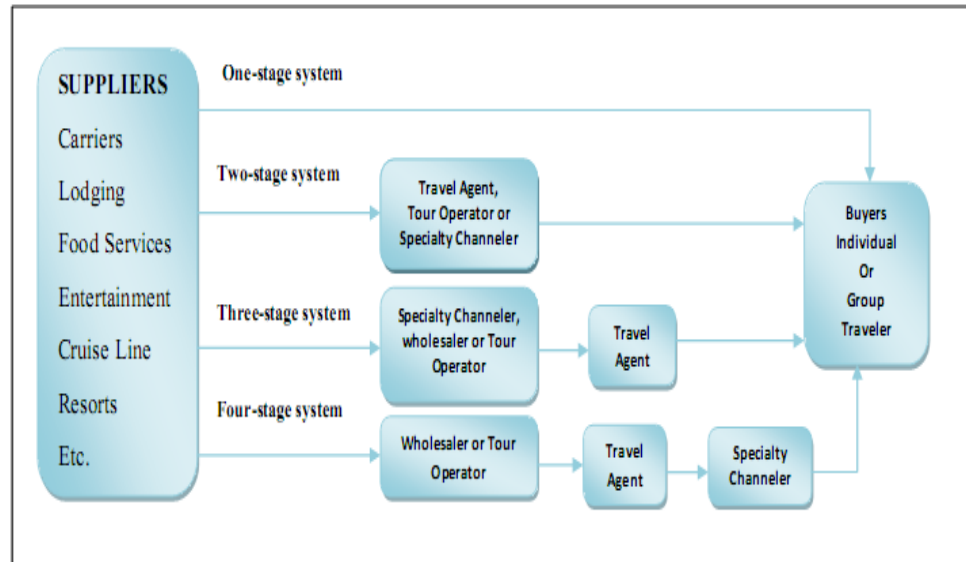 SUPPLIERS
Carriers
Lodging
Food Services
Entertainment
Cruise Line
Resorts
Etc.
One-stage system
Two-stage system
Travel Agent,
Tour Operator or
Specialty Channeler
Three-stage system
Specialty Channeler,
wholesaler or Tour
Operator
Travel
Agent
Four-stage system
Wholesaler or Tour
Operator
Travel
Agent
Specialty
Channeler
Buyers
Individual
Or
Group
Traveler